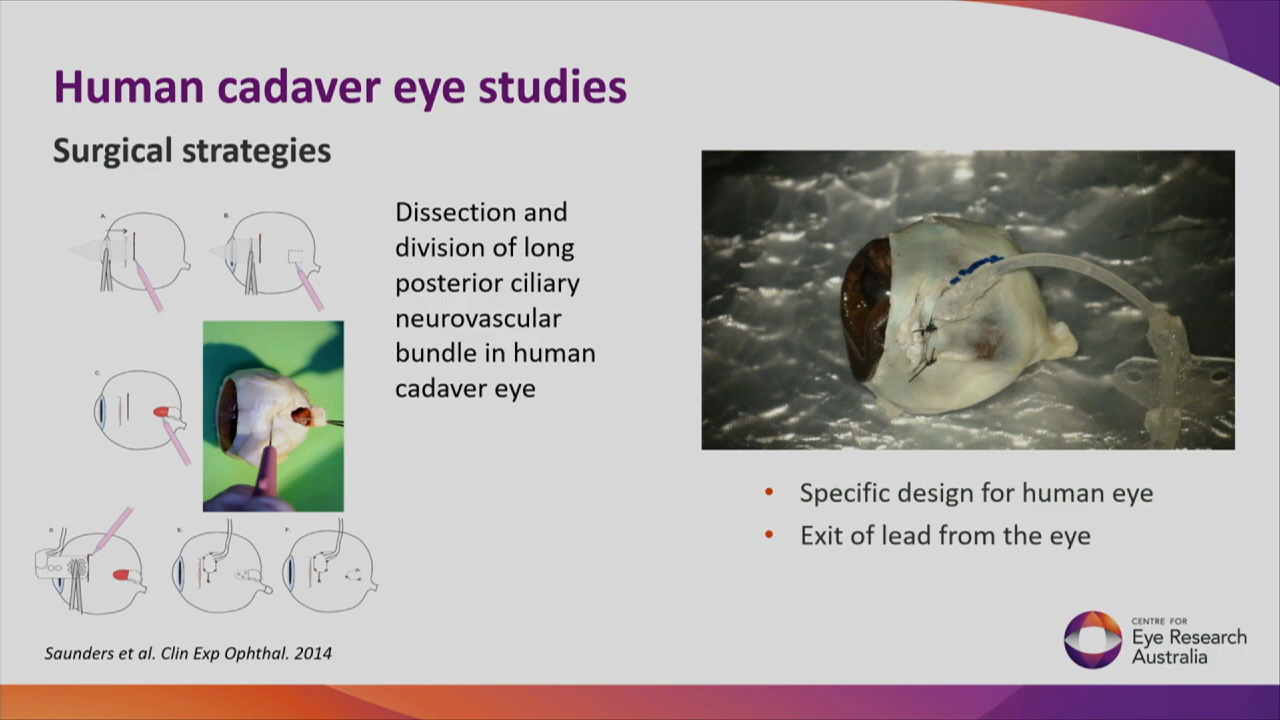 Human cadaver eye studies
Surgical strategies
A.
B.
C.
D.
E.
F.
Dissection and
division of long
posterior ciliary
neurovascular
bundle in human
cadaver eye
• Specific design for human eye
• Exit of lead from the eye
Saunders et al. Clin Exp Ophthal. 2014
CENTRE FOR
Eye Research
Australia